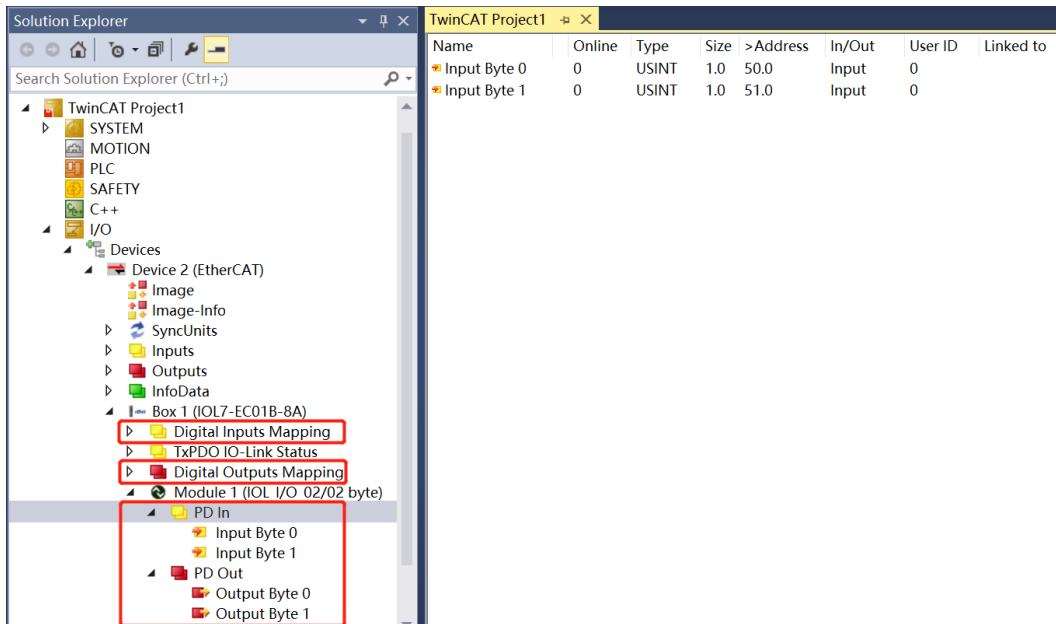 Solution Explorer
Search Solution Explorer (Ctrl+;)
TwinCAT Project1
SYSTEM
MOTION
PLC
SAFETY
C++
I/O
Devices
Device 2 (EtherCAT)
Image
Image-Info
SyncUnits
Inputs
Outputs
InfoData
Box 1 (IOL7-EC01B-8A)
Digital Inputs Mapping
TxPDO IO-Link Status
Digital Outputs Mapping
Module 1 (IOL I/O 02/02 byte)
PD In
Input Byte 0
Input Byte 1
PD Out
Output Byte 0
Output Byte 1
TwinCAT Project1
Name Online Type Size >Address In/Out User ID Linked to
Input Byte 0 0 USINT 1.0 50.0 Input 0
Input Byte 1 0 USINT 1.0 51.0 Input 0